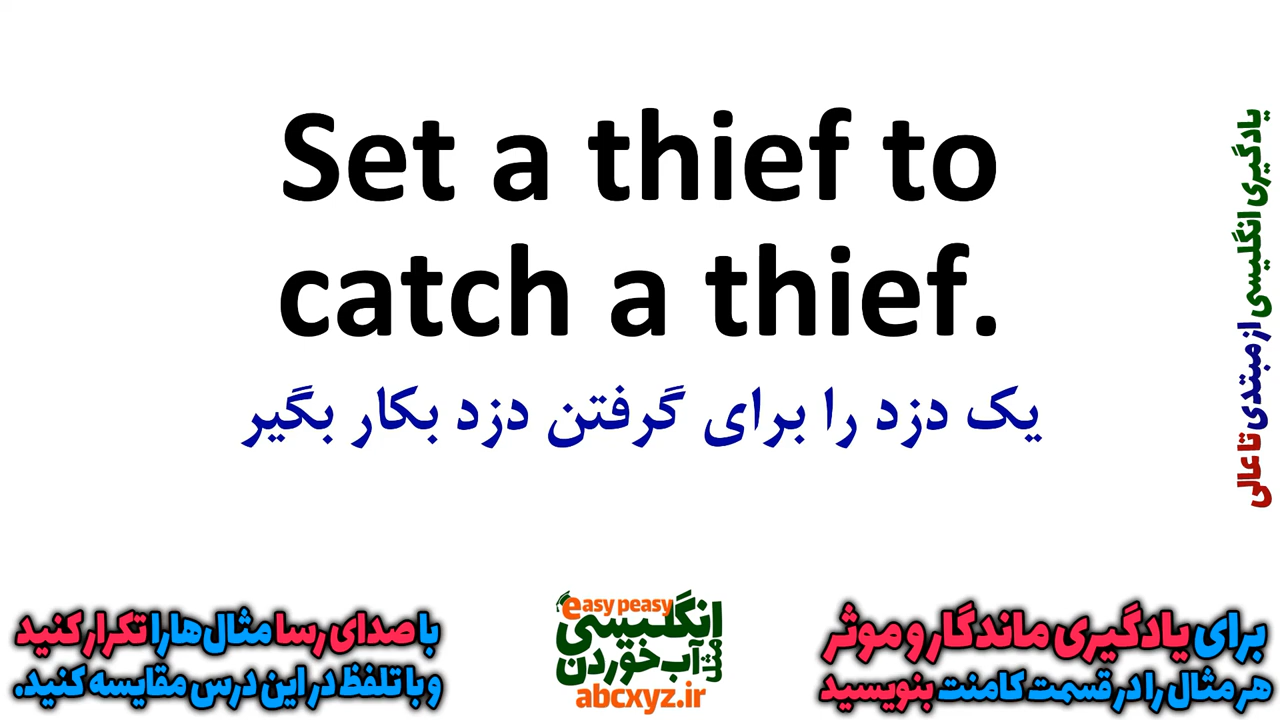 Set a thief to
catch a thief.
یک دزد را برای گرفتن دزد بکار بگیر
یادگیری انگلیسی از مبتدی تا عالی
برای یادگیری ماندگار و موثر
هر مثال را در قسمت کامنت بنویسید
easy peasy
انگلیسی
مثل
آب خوردن
abcxyz.ir
با صدای رسا مثال‌ها را تکرار کنید
و با تلفظ در این درس مقایسه کنید.